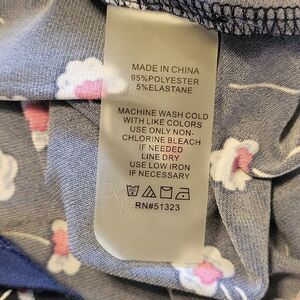 MADE IN CHINA
95%POLYESTER
5%ELASTANE
MACHINE WASH COLD
WITH LIKE COLORS
USE ONLY NON-
CHLORINE BLEACH
IF NEEDED
LINE DRY
USE LOW IRON
IF NECESSARY
RN#51323